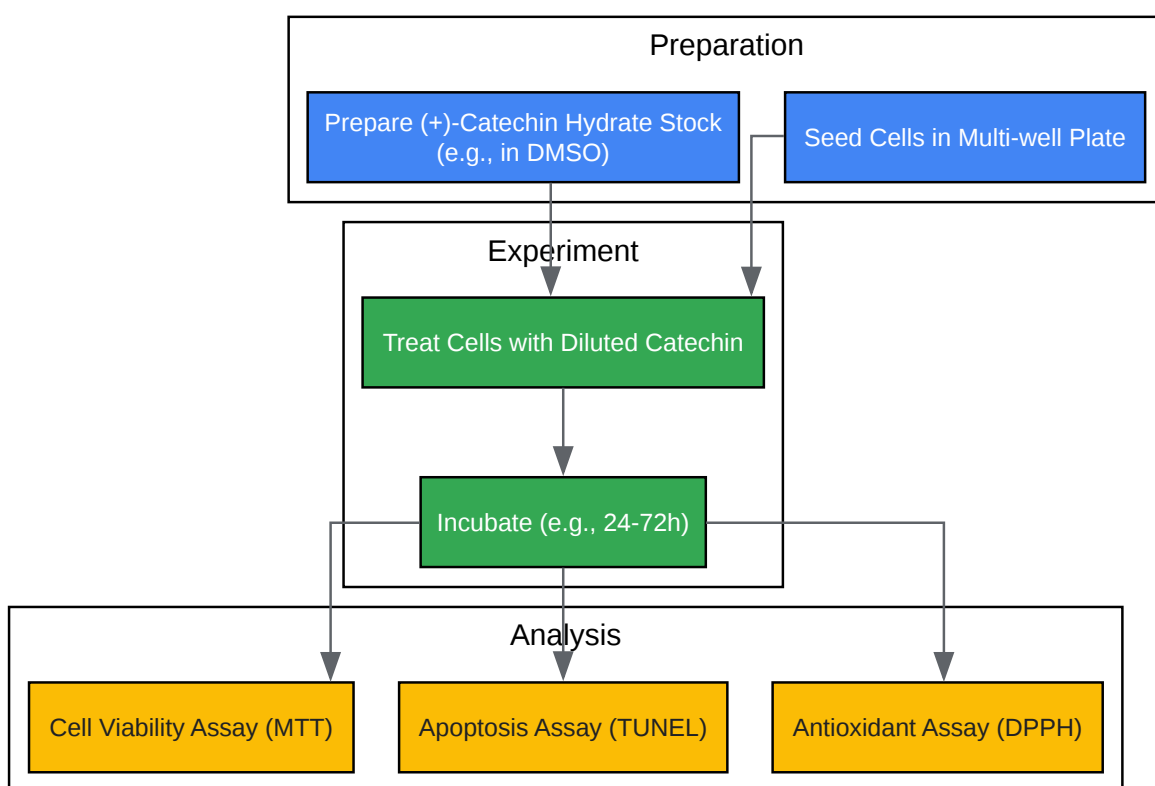 Preparation
Prepare (+)-Catechin Hydrate Stock
(e.g., in DMSO)
Seed Cells in Multi-well Plate
Experiment
Treat Cells with Diluted Catechin
Incubate (e.g., 24-72h)
Analysis
Cell Viability Assay (MTT)
Apoptosis Assay (TUNEL)
Antioxidant Assay (DPPH)